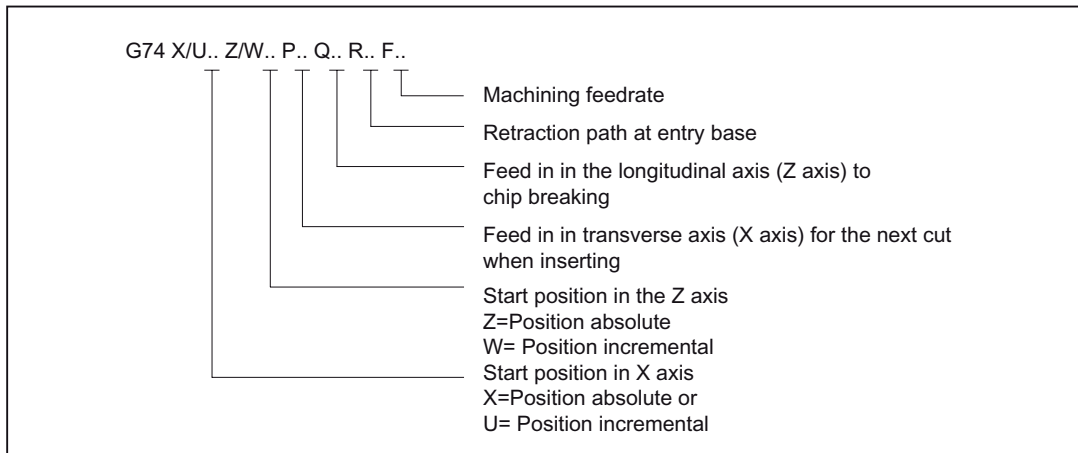 G74 X/U.. Z/W.. P.. Q.. R.. F..
Machining feedrate
Retraction path at entry base
Feed in in the longitudinal axis (Z axis) to
chip breaking
Feed in in transverse axis (X axis) for the next cut
when inserting
Start position in the Z axis
Z=Position absolute
W= Position incremental
Start position in X axis
X=Position absolute or
U= Position incremental